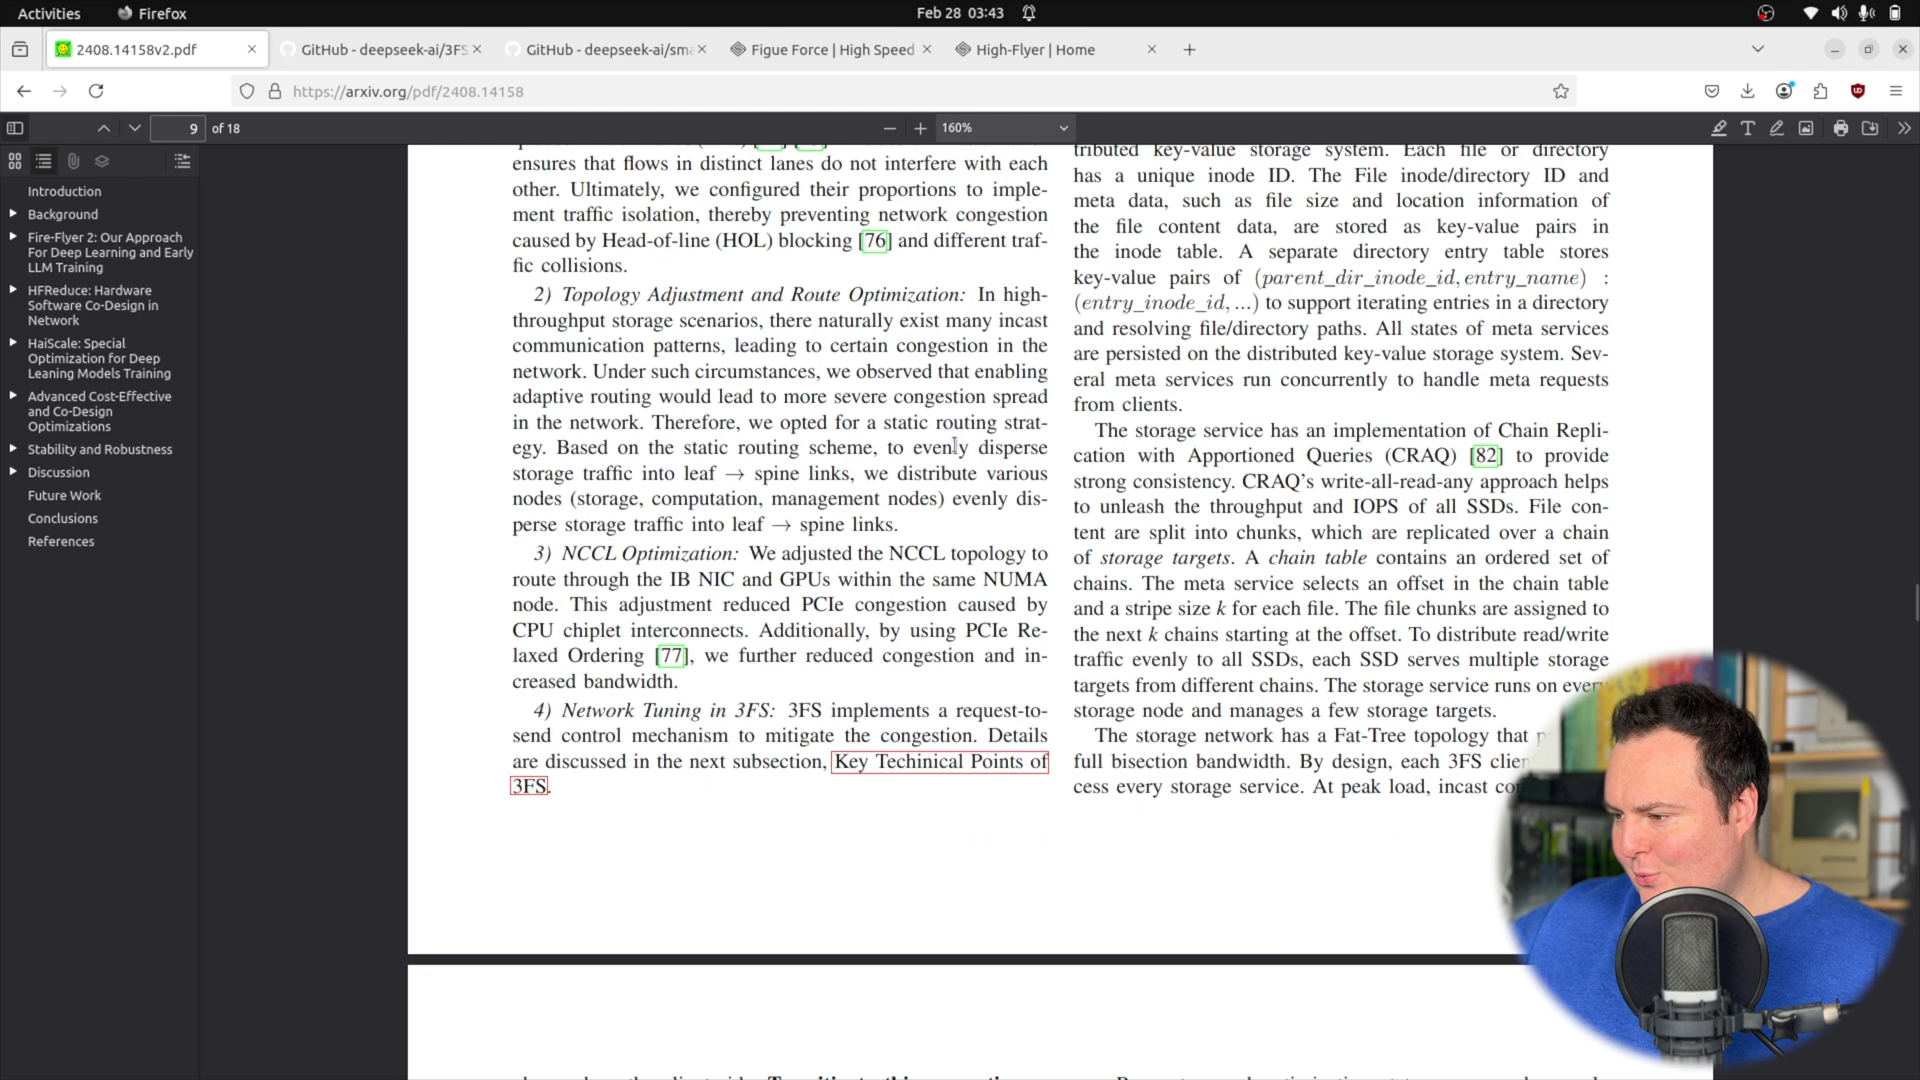 Activities
Firefox
Feb 28 03:43
2408.14158v2.pdf
GitHub - deepseek-ai/3FS
GitHub - deepseek-ai/sma
Figue Force | High Speed
High-Flyer | Home
https://arxiv.org/pdf/2408.14158
9 of 18
160%
Introduction
Background
Fire-Flyer 2: Our Approach
For Deep Learning and Early
LLM Training
HFReduce: Hardware
Software Co-Design in
Network
HaiScale: Special
Optimization for Deep
Leaning Models Training
Advanced Cost-Effective
and Co-Design
Optimizations
Stability and Robustness
Discussion
Future Work
Conclusions
References
ensures that flows in distinct lanes do not interfere with each
other. Ultimately, we configured their proportions to imple-
ment traffic isolation, thereby preventing network congestion
caused by Head-of-line (HOL) blocking [76] and different traf-
fic collisions.
2) Topology Adjustment and Route Optimization: In high-
throughput storage scenarios, there naturally exist many incast
communication patterns, leading to certain congestion in the
network. Under such circumstances, we observed that enabling
adaptive routing would lead to more severe congestion spread
in the network. Therefore, we opted for a static routing strat-
egy. Based on the static routing scheme, to evenly disperse
storage traffic into leaf → spine links, we distribute various
nodes (storage, computation, management nodes) evenly dis-
perse storage traffic into leaf → spine links.
3) NCCL Optimization: We adjusted the NCCL topology to
route through the IB NIC and GPUs within the same NUMA
node. This adjustment reduced PCIe congestion caused by
CPU chiplet interconnects. Additionally, by using PCIe Re-
laxed Ordering [77], we further reduced congestion and in-
creased bandwidth.
4) Network Tuning in 3FS: 3FS implements a request-to-
send control mechanism to mitigate the congestion. Details
are discussed in the next subsection, Key Techinical Points of
3FS.
tributed key-value storage system. Each file or directory
has a unique inode ID. The File inode/directory ID and
meta data, such as file size and location information of
the file content data, are stored as key-value pairs in
the inode table. A separate directory entry table stores
key-value pairs of (parent_dir_inode_id, entry_name) :
(entry_inode_id, ...) to support iterating entries in a directory
and resolving file/directory paths. All states of meta services
are persisted on the distributed key-value storage system. Sev-
eral meta services run concurrently to handle meta requests
from clients.
The storage service has an implementation of Chain Repli-
cation with Apportioned Queries (CRAQ) [82] to provide
strong consistency. CRAQ's write-all-read-any approach helps
to unleash the throughput and IOPS of all SSDs. File con-
tent are split into chunks, which are replicated over a chain
of storage targets. A chain table contains an ordered set of
chains. The meta service selects an offset in the chain table
and a stripe size k for each file. The file chunks are assigned to
the next k chains starting at the offset. To distribute read/write
traffic evenly to all SSDs, each SSD serves multiple storage
targets from different chains. The storage service runs on every
storage node and manages a few storage targets.
The storage network has a Fat-Tree topology that
full bisection bandwidth. By design, each 3FS
cess every storage service. At peak load, incast